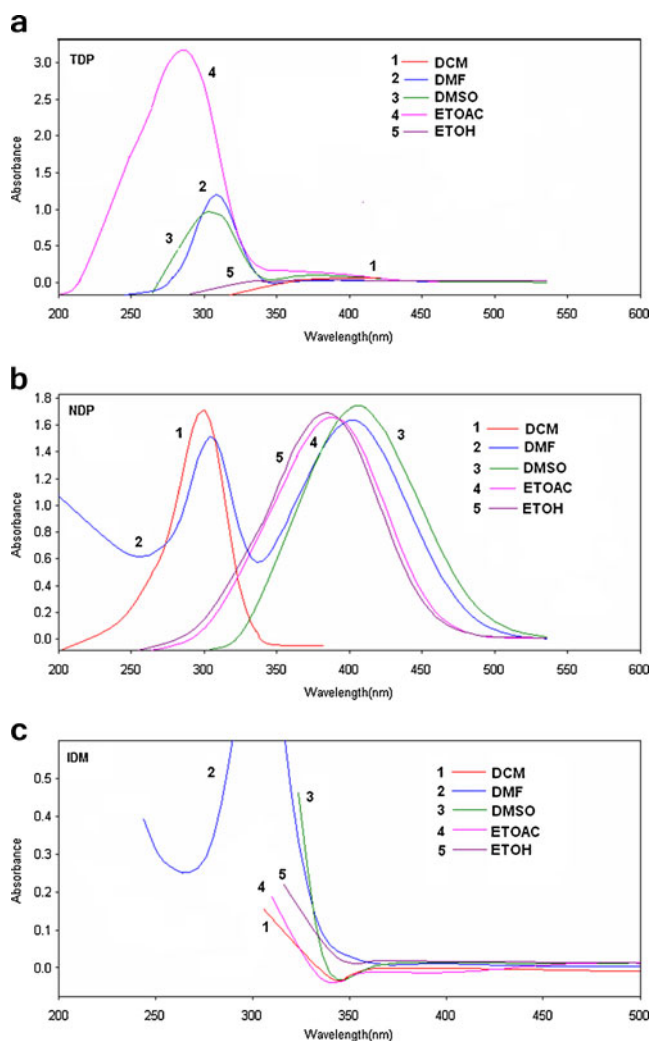 a
TDP
1 DCM
2 DMF
3 DMSO
4 ETOAC
5 ETOH
4
2
3
5
1
Absorbance
3.0
2.5
2.0
1.5
1.0
0.5
0.0
200 250 300 350 400 450 500 550 600
Wavelength(nm)
b
NDP
1 DCM
2 DMF
3 DMSO
4 ETOAC
5 ETOH
1
2
5
4
3
2
Absorbance
1.8
1.6
1.4
1.2
1.0
0.8
0.6
0.4
0.2
0.0
200 250 300 350 400 450 500 550 600
Wavelength(nm)
c
IDM
1 DCM
2 DMF
3 DMSO
4 ETOAC
5 ETOH
2
3
4
5
1
Absorbance
0.5
0.4
0.3
0.2
0.1
0.0
200 250 300 350 400 450 500
Wavelength(nm)